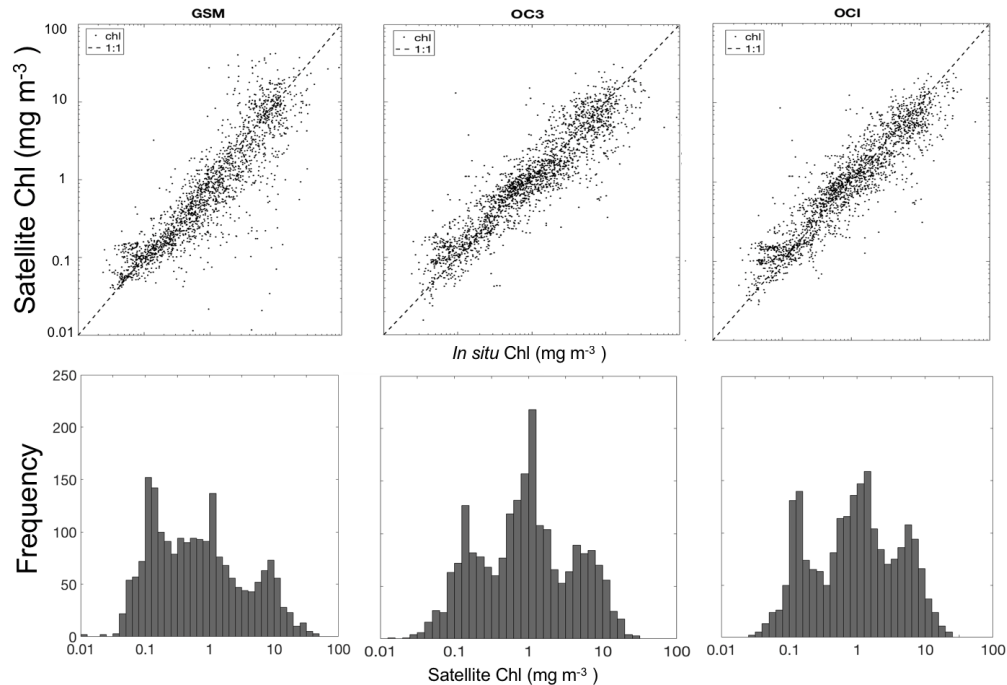 GSM
OC3
OCI
Satellite Chl (mg m-3)
100
10
1
0.1
0.01
chl
1:1
chl
1:1
chl
1:1
In situ Chl (mg m-3 )
Frequency
250
200
150
100
50
0
0.01 0.1 1 10 100
0.01 0.1 1 10 100
0.01 0.1 1 10 100
Satellite Chl (mg m-3 )